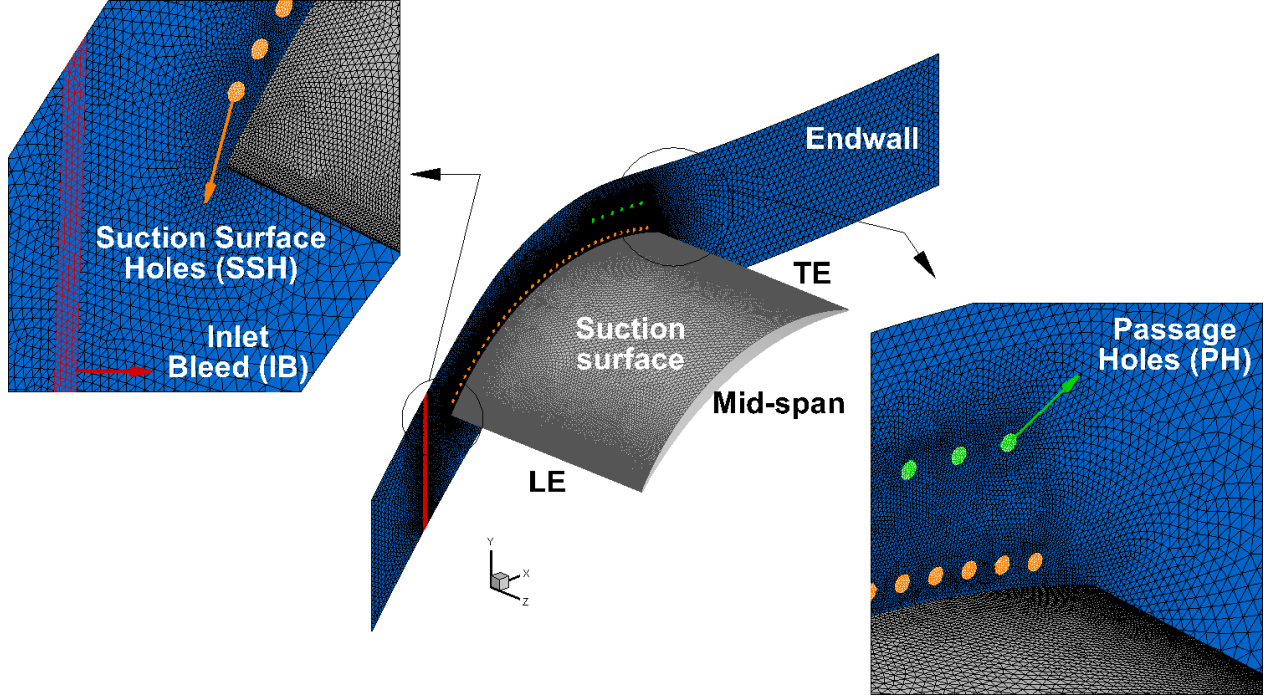 Suction Surface
Holes (SSH)
Inlet
Bleed (IB)
Endwall
TE
Suction
surface
Mid-span
LE
Y
X
Z
Passage
Holes (PH)